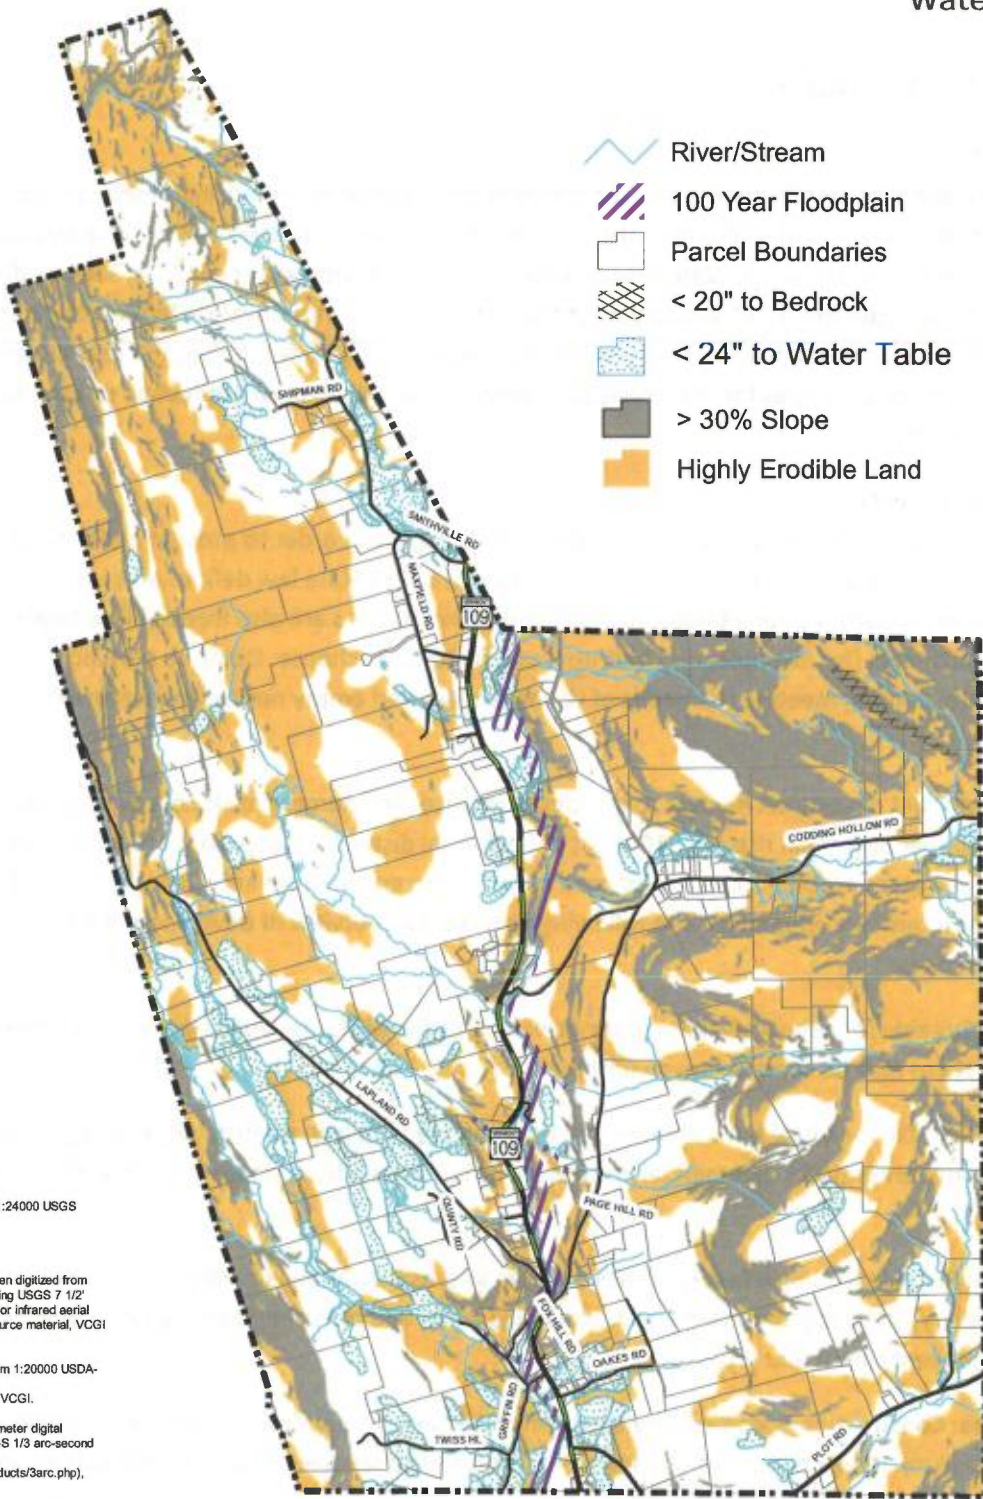 River/Stream
100 Year Floodplain
Parcel Boundaries
< 20" to Bedrock
< 24" to Water Table
> 30% Slope
Highly Erodible Land
SHIPMAN RD
SMITHVILLE RD
MAXFIELD RD
109
CODDING HOLLOW RD
LAPLAND RD
109
QUINTY RD
PAGE HILL RD
FOX HILL RD
OAKES RD
GRIFFIN RD
TWISS HL
PLOT RD
:24000 USGS
en digitized from
ing USGS 7 1/2'
or infrared aerial
urce material, VCGI
m 1:20000 USDA-
VCGI.
meter digital
S 1/3 arc-second
ducts/3arc.php),